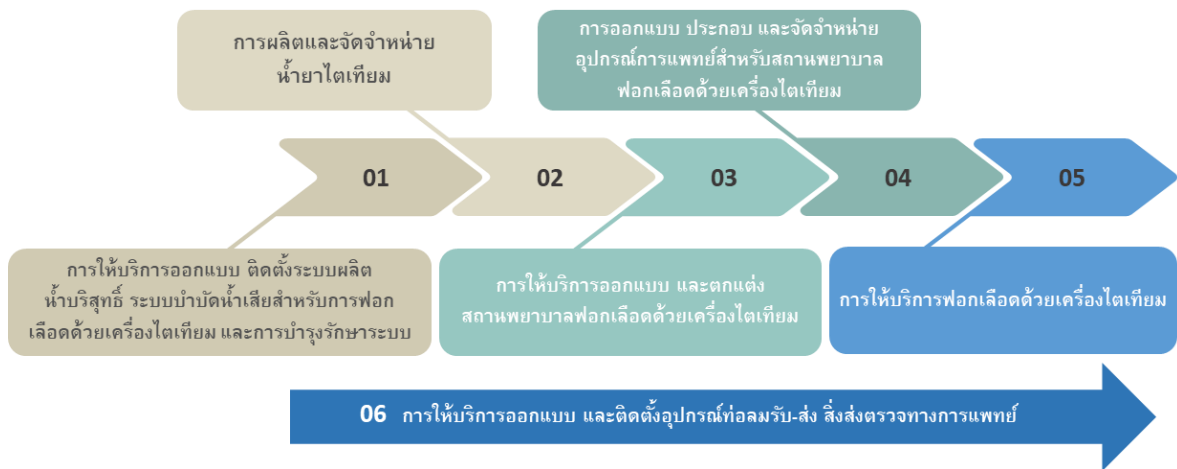 การผลิตและจัดจำหน่าย
น้ำยาไตเทียม
การออกแบบ ประกอบ และจัดจำหน่าย
อุปกรณ์การแพทย์สำหรับสถานพยาบาล
ฟอกเลือดด้วยเครื่องไตเทียม
01
02
03
04
05
การให้บริการออกแบบ ติดตั้งระบบผลิต
น้ำบริสุทธิ์ ระบบบำบัดน้ำเสียสำหรับการฟอก
เลือดด้วยเครื่องไตเทียม และการบำรุงรักษาระบบ
การให้บริการออกแบบ และตกแต่ง
สถานพยาบาลฟอกเลือดด้วยเครื่องไตเทียม
การให้บริการฟอกเลือดด้วยเครื่องไตเทียม
06 การให้บริการออกแบบ และติดตั้งอุปกรณ์ท่อลมรับ-ส่ง สิ่งส่งตรวจทางการแพทย์